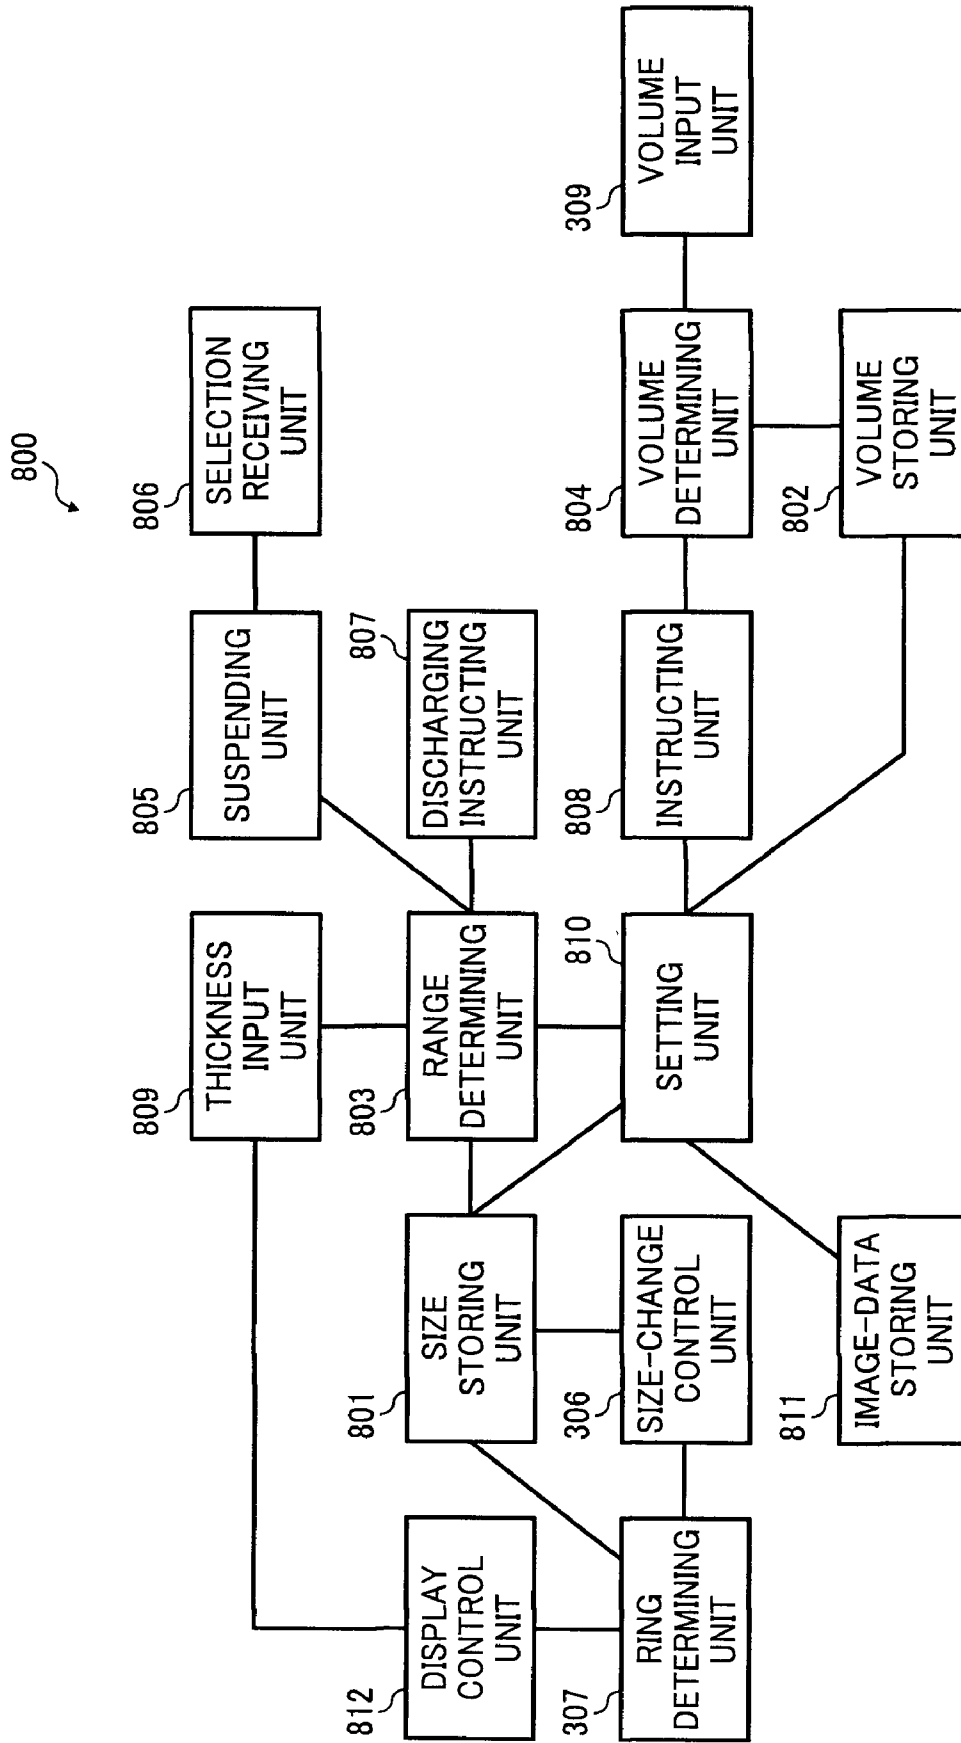 800
806
SELECTION
RECEIVING
UNIT
805
SUSPENDING
UNIT
809
THICKNESS
INPUT
UNIT
812
DISPLAY
CONTROL
UNIT
801
SIZE
STORING
UNIT
803
RANGE
DETERMINING
UNIT
807
DISCHARGING
INSTRUCTING
UNIT
307
RING
DETERMINING
UNIT
306
SIZE-CHANGE
CONTROL
UNIT
810
SETTING
UNIT
808
INSTRUCTING
UNIT
804
VOLUME
DETERMINING
UNIT
309
VOLUME
INPUT
UNIT
811
IMAGE-DATA
STORING
UNIT
802
VOLUME
STORING
UNIT